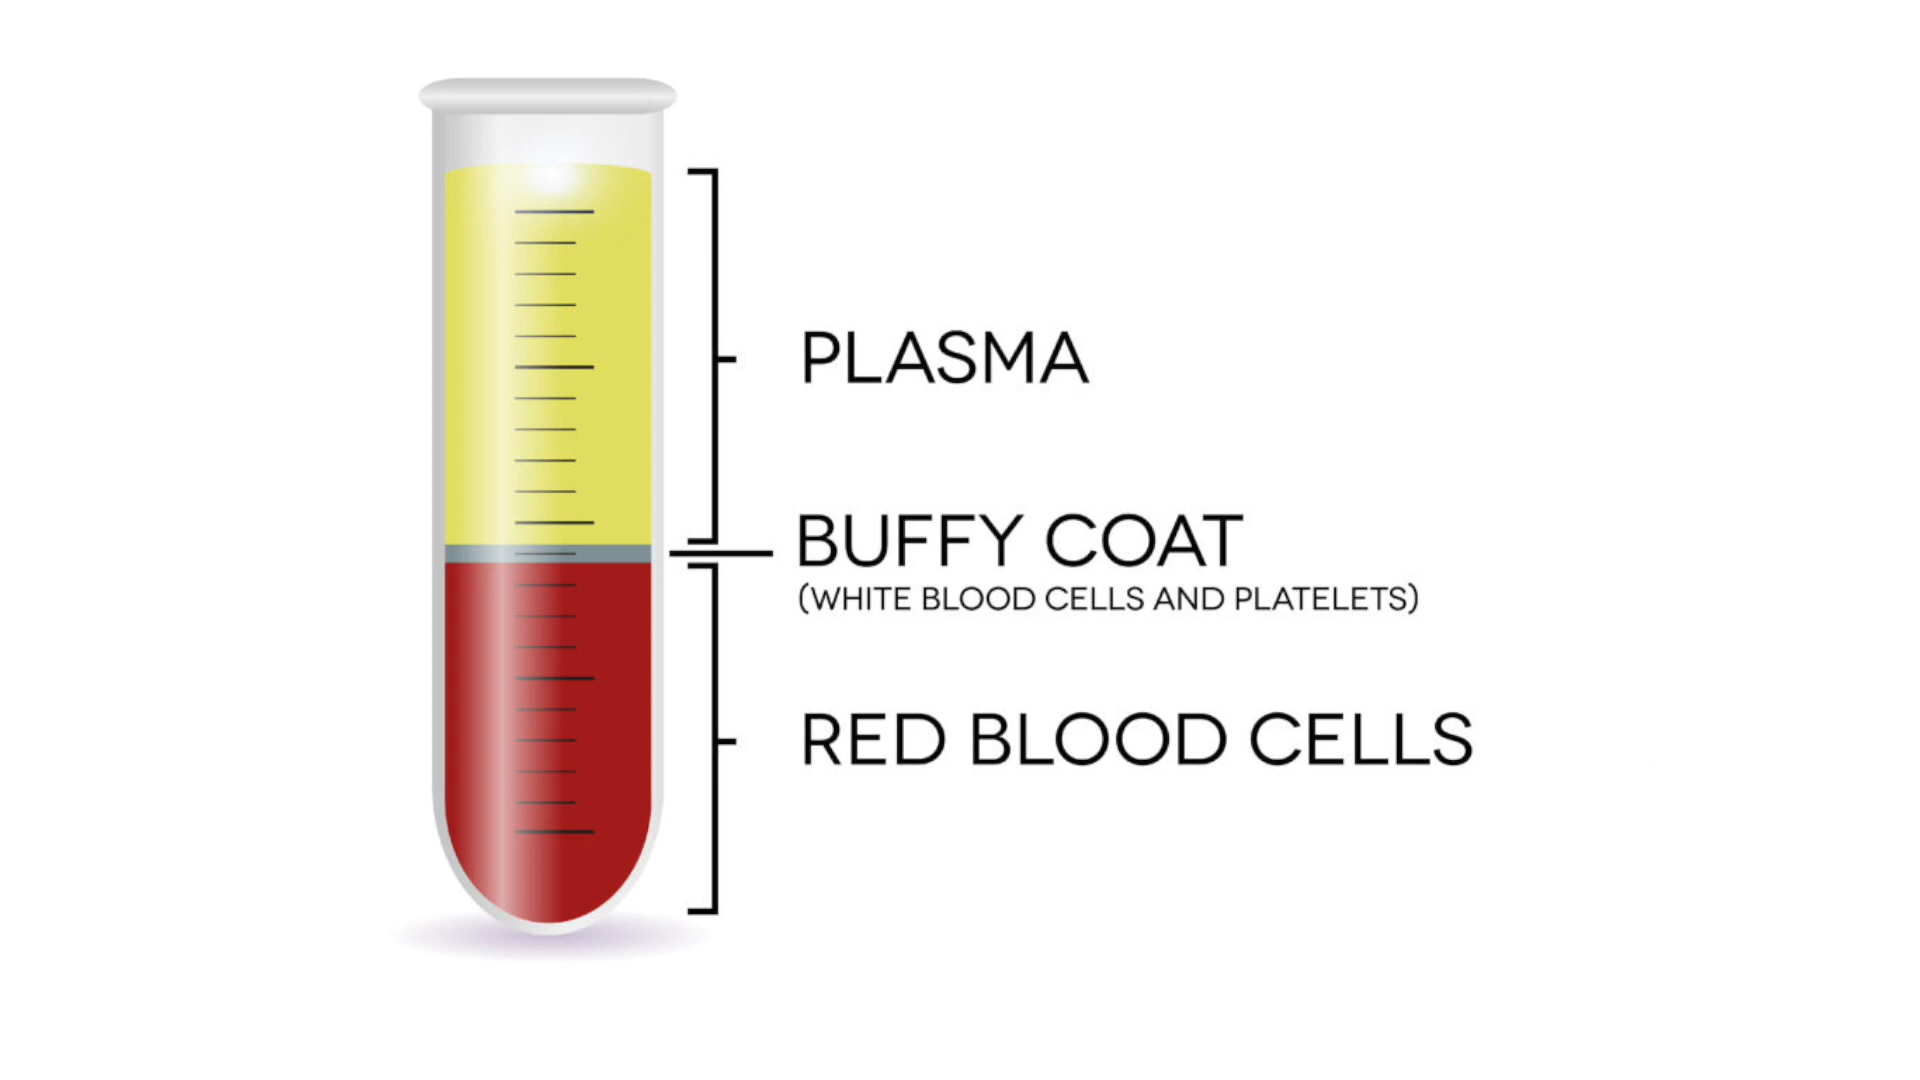 PLASMA
BUFFY COAT
(WHITE BLOOD CELLS AND PLATELETS)
RED BLOOD CELLS